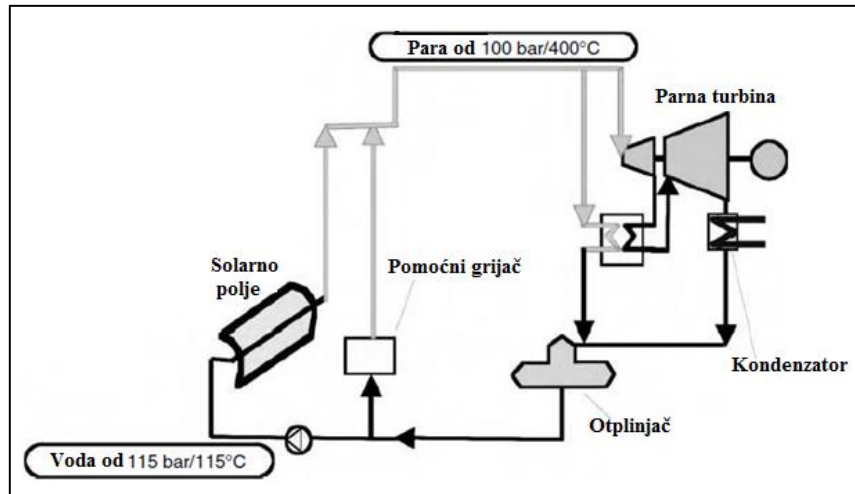 Para od 100 bar/400°C
Parna turbina
Solarno
polje
Pomoćni grijač
Kondenzator
Otplinjač
Voda od 115 bar/115°C